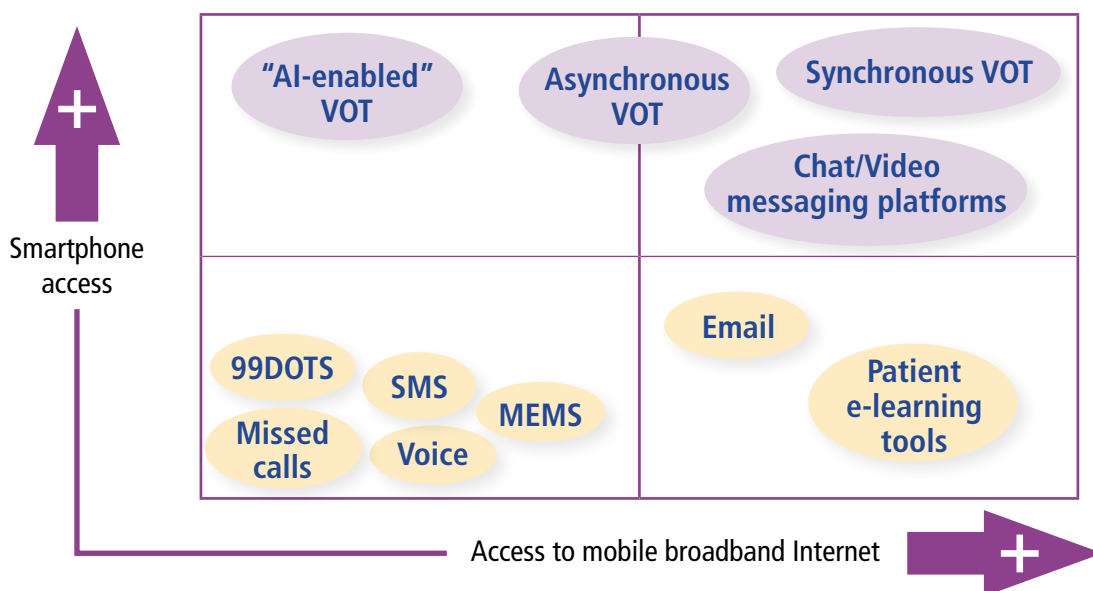 “AI-enabled”
VOT
Asynchronous
VOT
Synchronous VOT
Chat/Video
messaging platforms
+
Smartphone
access
99DOTS
SMS
MEMS
Missed
calls
Voice
Email
Patient
e-learning
tools
Access to mobile broadband Internet
+